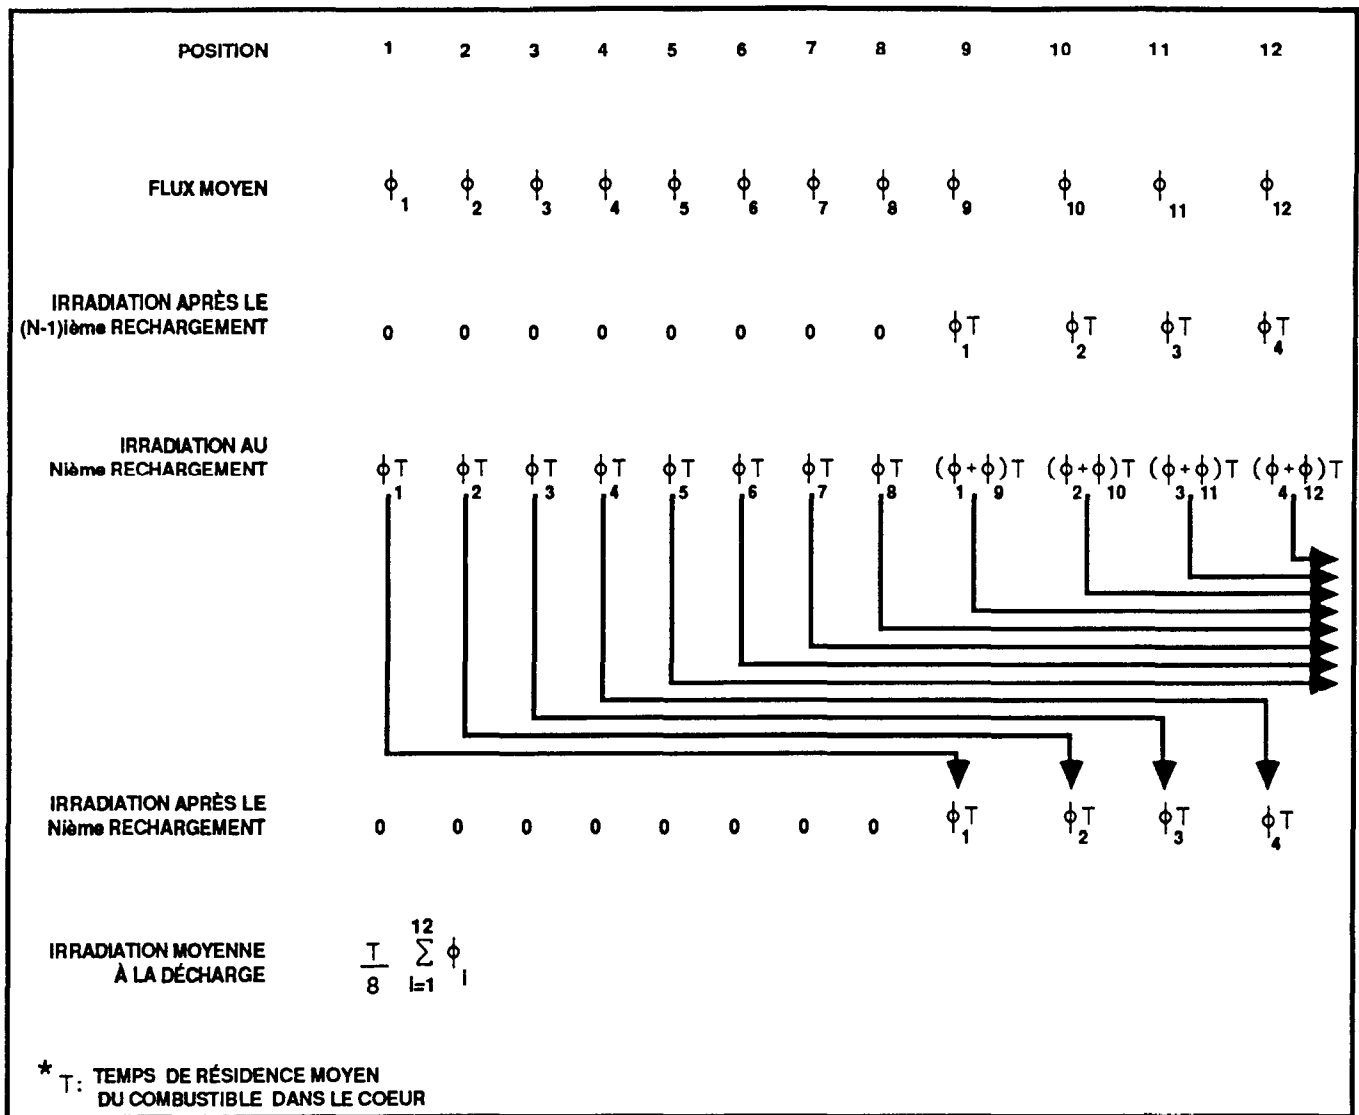 POSITION 1 2 3 4 5 6 7 8 9 10 11 12
FLUX MOYEN ϕ1 ϕ2 ϕ3 ϕ4 ϕ5 ϕ6 ϕ7 ϕ8 ϕ9 ϕ10 ϕ11 ϕ12
IRRADIATION APRÈS LE
(N-1)ième RECHARGEMENT 0 0 0 0 0 0 0 0 ϕ1T ϕ2T ϕ3T ϕ4T
IRRADIATION AU
Nième RECHARGEMENT ϕ1T ϕ2T ϕ3T ϕ4T ϕ5T ϕ6T ϕ7T ϕ8T (ϕ1+ϕ9)T (ϕ2+ϕ10)T (ϕ3+ϕ11)T (ϕ4+ϕ12)T
IRRADIATION APRÈS LE
Nième RECHARGEMENT 0 0 0 0 0 0 0 0 ϕ1T ϕ2T ϕ3T ϕ4T
IRRADIATION MOYENNE
À LA DÉCHARGE T/8 12 Σ i=1 ϕi
* T: TEMPS DE RÉSIDENCE MOYEN
DU COMBUSTIBLE DANS LE COEUR